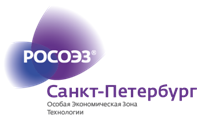 РОСОЭЗ®
Санкт-Петербург
Особая Экономическая Зона
Технологии